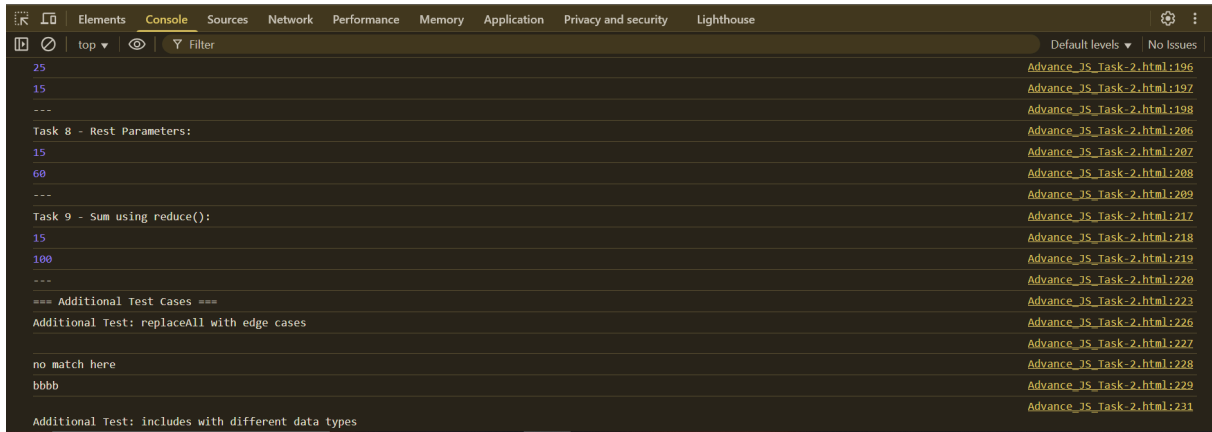 Elements Console Sources Network Performance Memory Application Privacy and security Lighthouse
top Filter Default levels No Issues
25 Advance_JS_Task-2.html:196
15 Advance_JS_Task-2.html:197
--- Advance_JS_Task-2.html:198
Task 8 - Rest Parameters: Advance_JS_Task-2.html:206
15 Advance_JS_Task-2.html:207
60 Advance_JS_Task-2.html:208
--- Advance_JS_Task-2.html:209
Task 9 - Sum using reduce(): Advance_JS_Task-2.html:217
15 Advance_JS_Task-2.html:218
100 Advance_JS_Task-2.html:219
--- Advance_JS_Task-2.html:220
=== Additional Test Cases === Advance_JS_Task-2.html:223
Additional Test: replaceAll with edge cases Advance_JS_Task-2.html:226
Advance_JS_Task-2.html:227
no match here Advance_JS_Task-2.html:228
bbbb Advance_JS_Task-2.html:229
Advance_JS_Task-2.html:231
Additional Test: includes with different data types